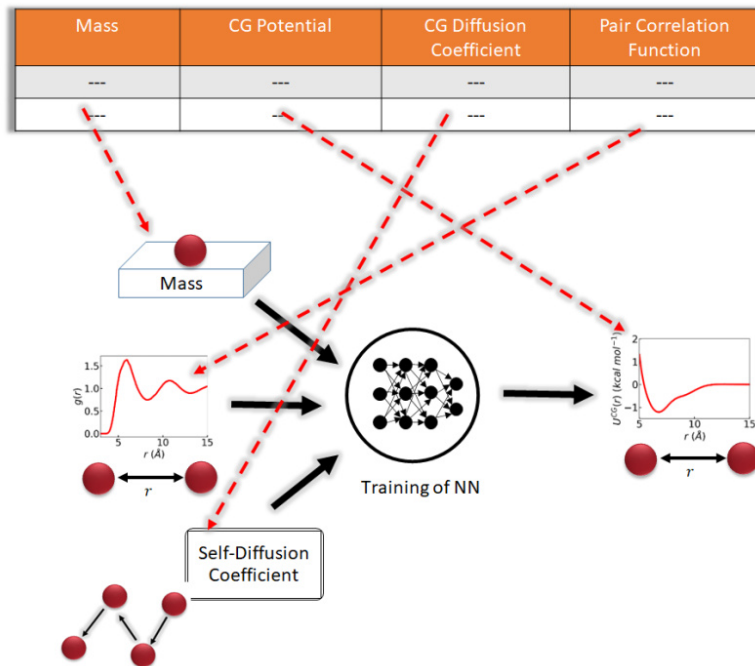 Mass
CG Potential
CG Diffusion
Coefficient
Pair Correlation
Function
--- --- --- ---
--- --- --- ---
Mass
g(r)
1.5
1.0
0.5
0.0
5 10 15
r (Å)
r
Training of NN
U^CG(r) (kcal mol⁻¹)
2
1
0
-1
5 10 15
r (Å)
r
Self-Diffusion
Coefficient